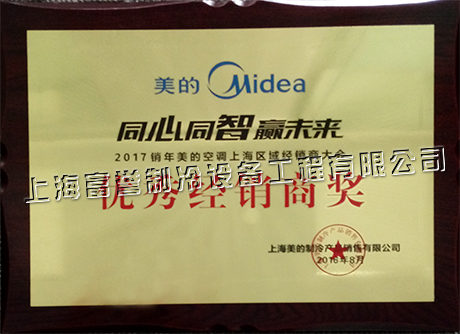 美的 Midea
同心同智赢未来
2017销年美的空调上海区域经销商大会
上海富誉制冷设备工程有限公司
优秀经销商奖
上海美的制冷产品销售有限公司
2016年8月